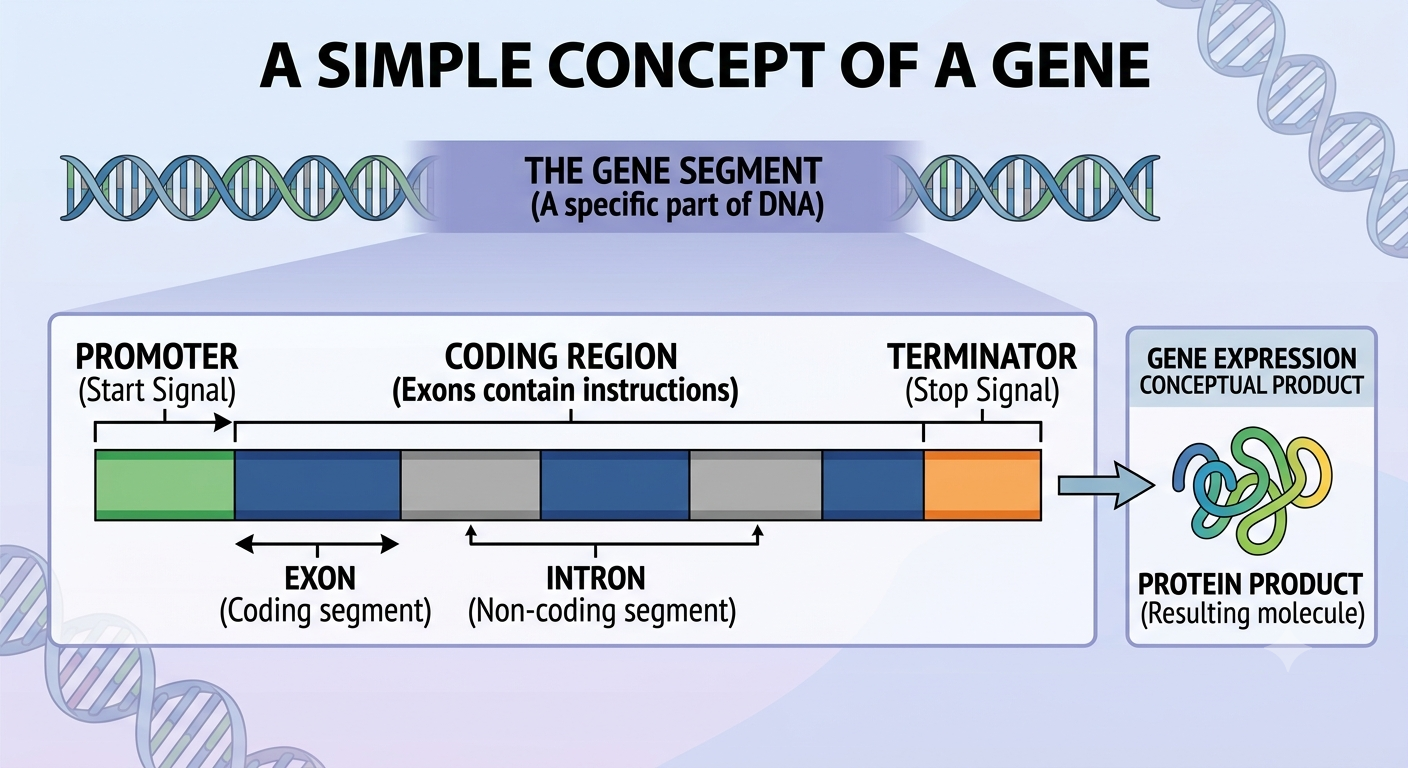 A SIMPLE CONCEPT OF A GENE
THE GENE SEGMENT
(A specific part of DNA)
PROMOTER
(Start Signal)
CODING REGION
(Exons contain instructions)
TERMINATOR
(Stop Signal)
EXON
(Coding segment)
INTRON
(Non-coding segment)
GENE EXPRESSION
CONCEPTUAL PRODUCT
PROTEIN PRODUCT
(Resulting molecule)